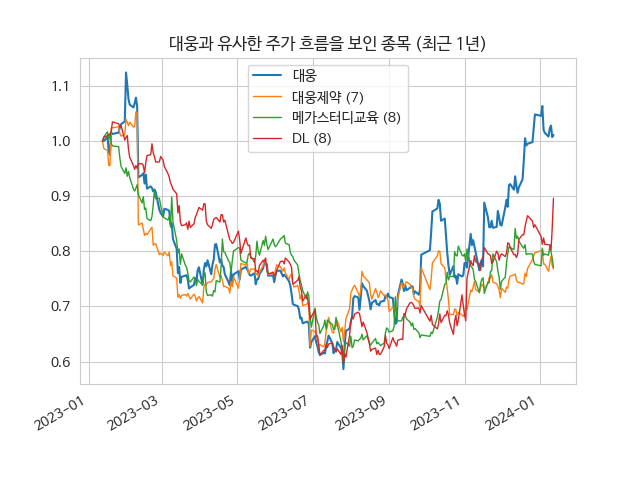 대웅과 유사한 주가 흐름을 보인 종목 (최근 1년)
대웅
대웅제약 (7)
메가스터디교육 (8)
DL (8)
1.1
1.0
0.9
0.8
0.7
0.6
2023-01
2023-03
2023-05
2023-07
2023-09
2023-11
2024-01